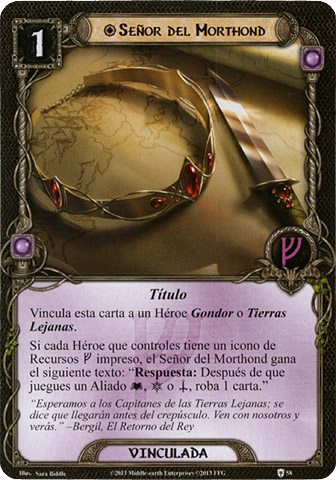 1
Señor del Morthond
Título
Vincula esta carta a un Héroe Gondor o Tierras
Lejanas.
Si cada Héroe que controles tiene un icono de
Recursos ᚠ impreso, el Señor del Morthond gana
el siguiente texto: “Respuesta: Después de que
juegues un Aliado , o , roba 1 carta.”
“Esperamos a los Capitanes de las Tierras Lejanas; se
dice que llegarán antes del crepúsculo. Ven con nosotros y
verás.” –Bergil, El Retorno del Rey
Vinculada
Illus. Sara Biddle ©2013 Middle-earth Enterprises ©2013 FFG 58